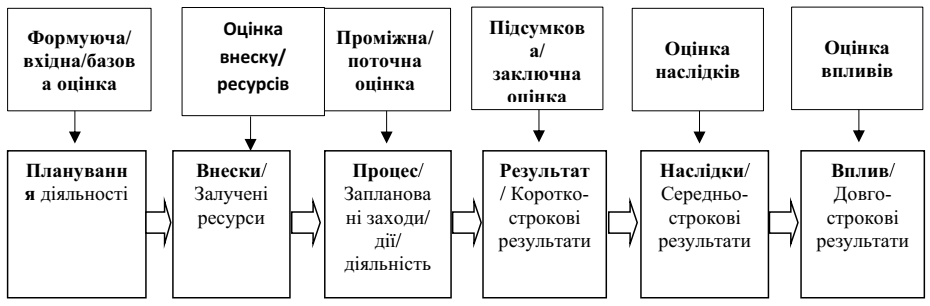 Формуюча/
вхідна/базов
а оцінка
Оцінка
внеску/
ресурсів
Проміжна/
поточна
оцінка
Підсумков
а/
заключна
оцінка
Оцінка
наслідків
Оцінка
впливів
Плануванн
я діяльності
Внески/
Залучені
ресурси
Процес/
Запланова
ні заходи/
дії/
діяльність
Результат
/ Коротко-
строкові
результати
Наслідки/
Середньо-
строкові
результати
Вплив/
Довго-
строкові
результати